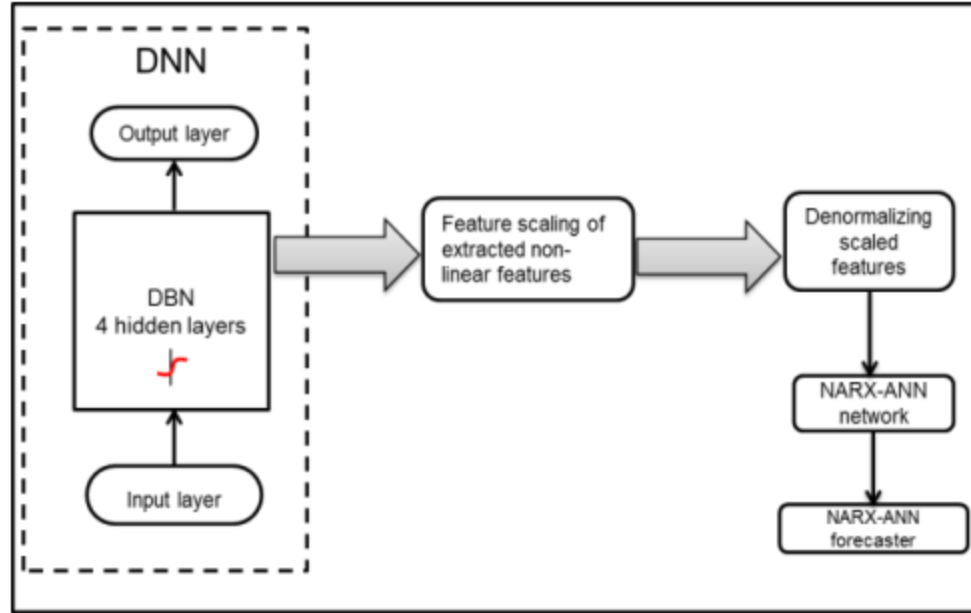 DNN
Output layer
DBN
4 hidden layers
Input layer
Feature scaling of
extracted non-
linear features
Denormalizing
scaled
features
NARX-ANN
network
NARX-ANN
forecaster